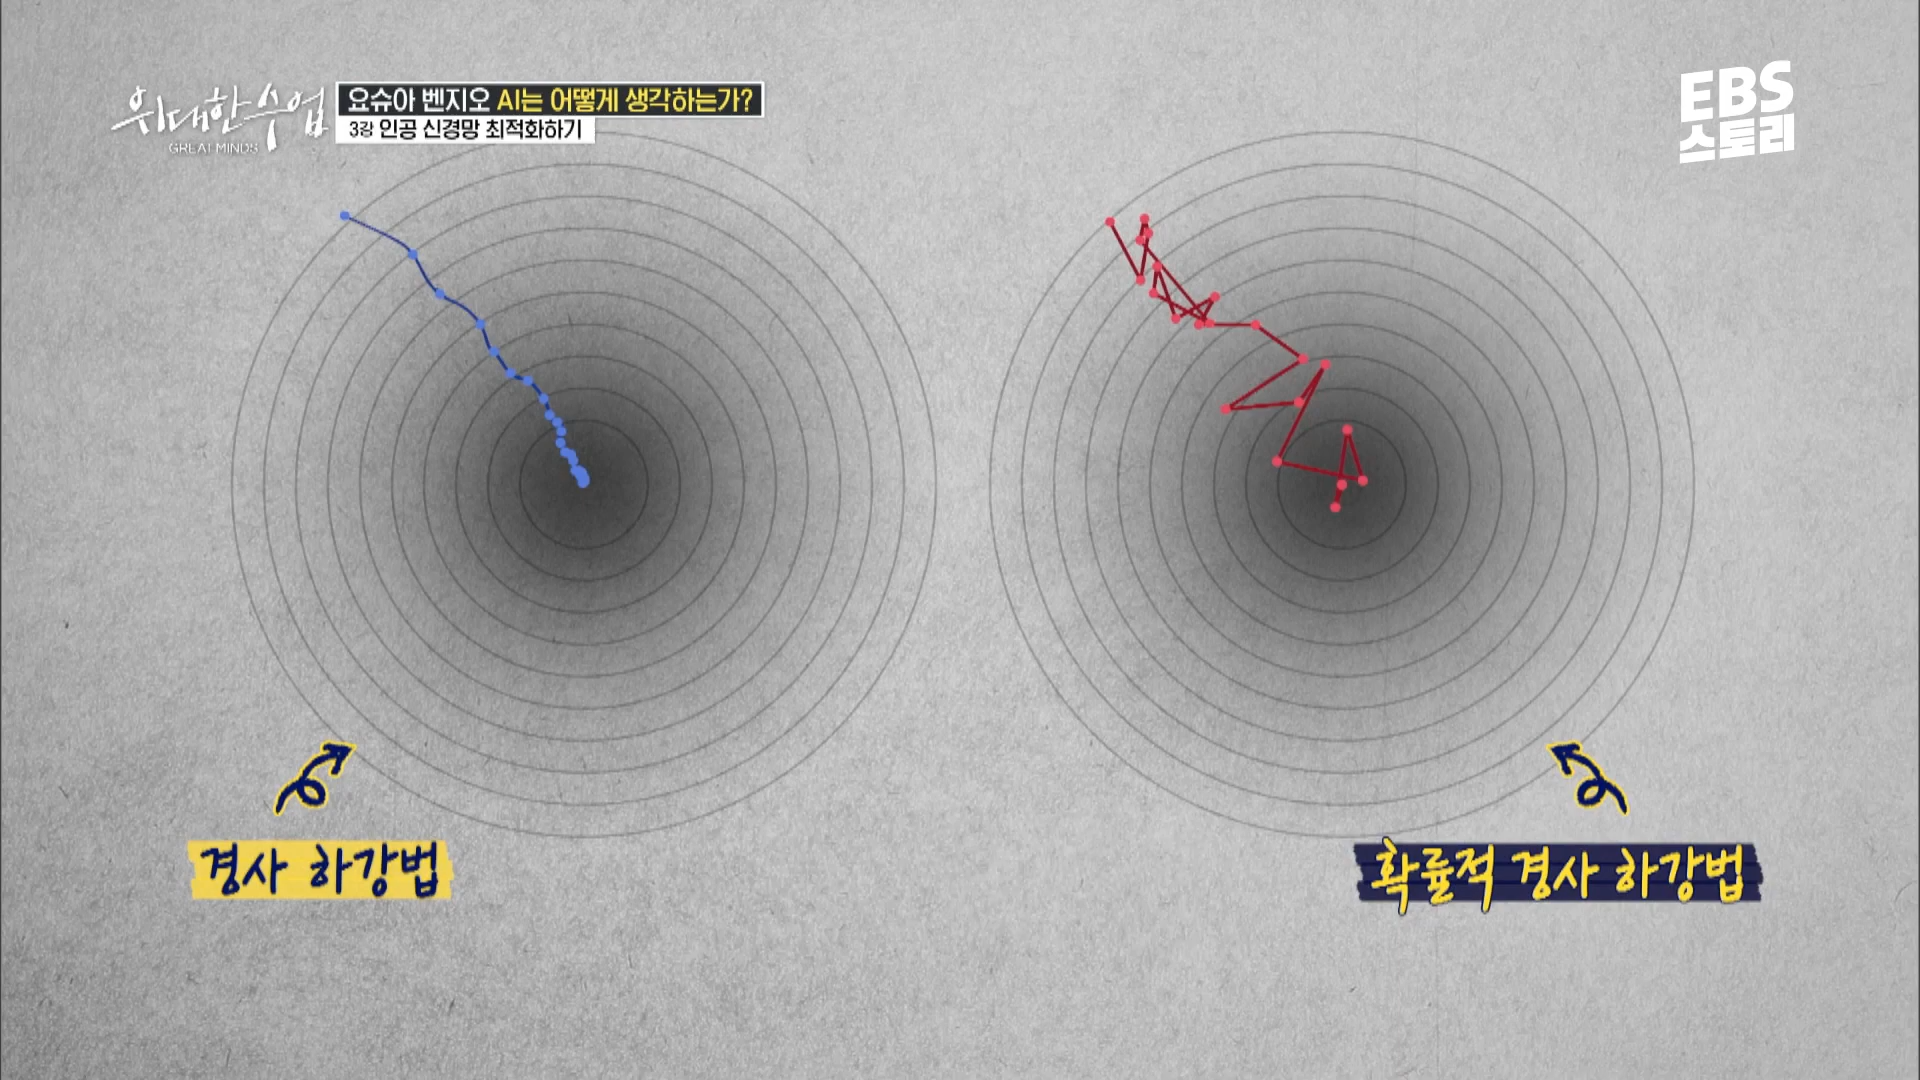 위대한 수업
GREAT MINDS
요슈아 벤지오 AI는 어떻게 생각하는가?
3강 인공 신경망 최적화하기
EBS
스토리
경사 하강법
확률적 경사 하강법